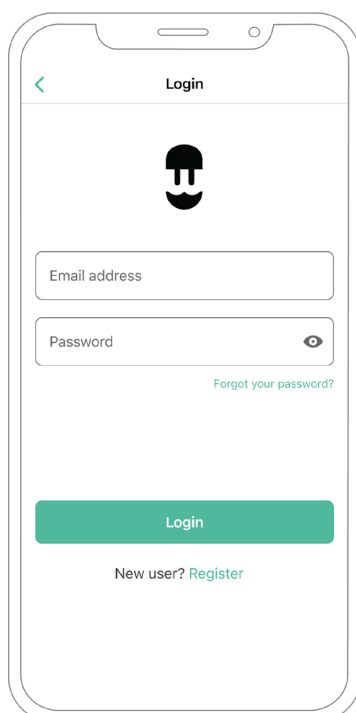 Login
Email address
Password
Forgot your password?
Login
New user? Register